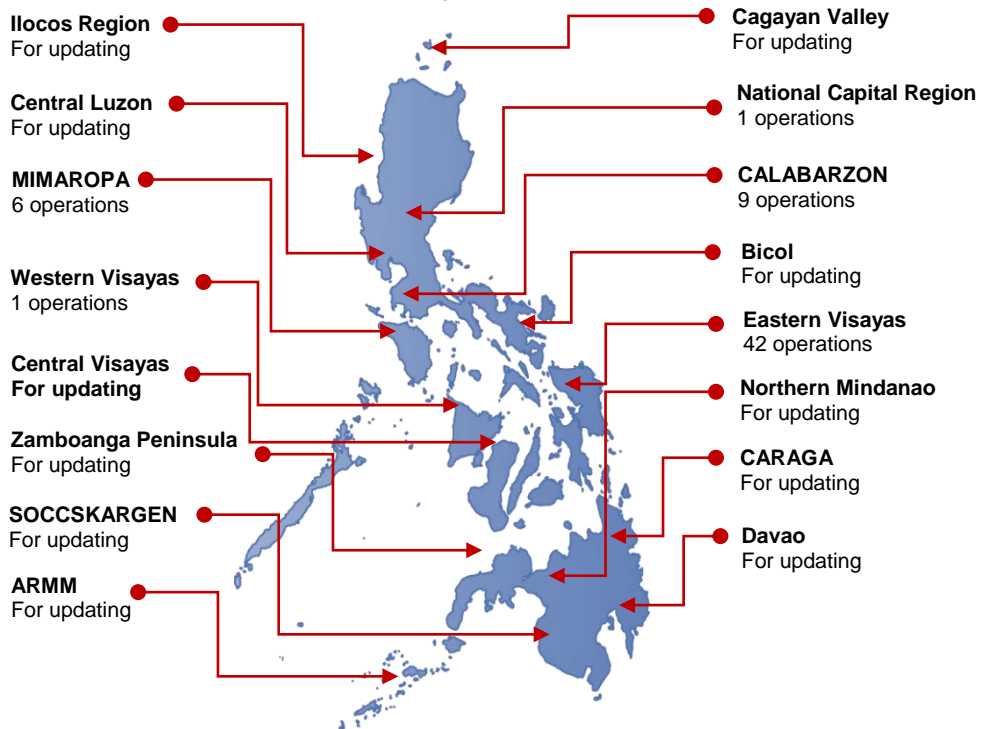 Ilocos Region
For updating
Central Luzon
For updating
MIMAROPA
6 operations
Western Visayas
1 operations
Central Visayas
For updating
Zamboanga Peninsula
For updating
SOCCSKARGEN
For updating
ARMM
For updating
Cagayan Valley
For updating
National Capital Region
1 operations
CALABARZON
9 operations
Bicol
For updating
Eastern Visayas
42 operations
Northern Mindanao
For updating
CARAGA
For updating
Davao
For updating